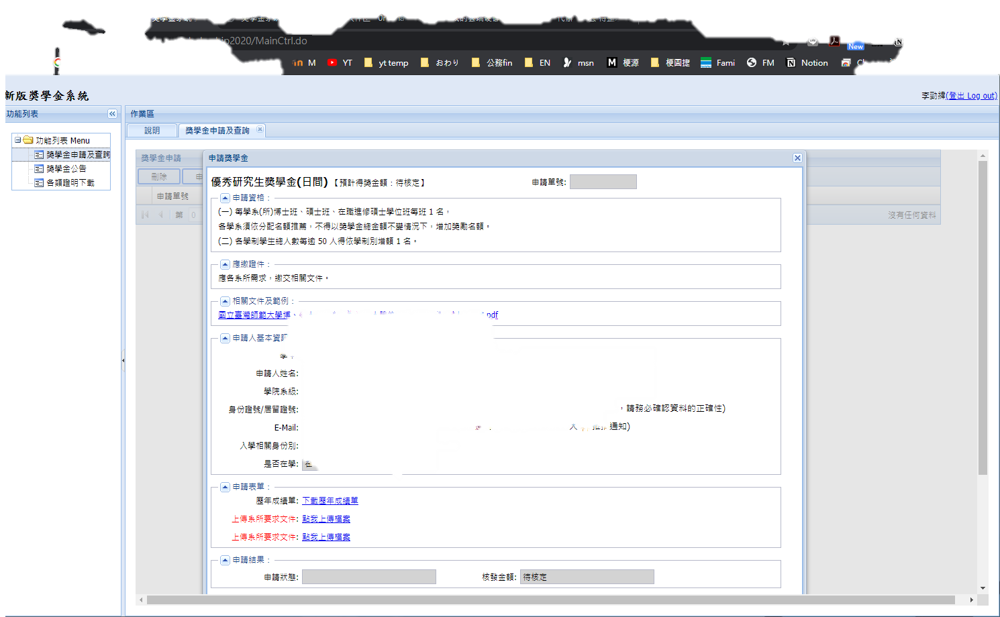 2020/MainCtrl.do
New
M YT yt temp おわり 公務fin EN msn 梗源 梗囝捷 Fami FM Notion
新版獎學金系統
李勁緯(登出 Log out)
功能列表
作業區
說明 獎學金申請及查詢
功能列表 Menu
獎學金申請及查詢
獎學金公告
各類證明下載
獎學金申請
刪除 申
申請單號
第 0
沒有任何資料
申請獎學金
優秀研究生獎學金(日間)【預計得獎金額：待核定】 申請單號:
申請資格：
(一) 每學系(所)博士班、碩士班、在職進修碩士學位班每班 1 名，
各學系須依分配名額推薦，不得以獎學金總金額不變情況下，增加獎勵名額。
(二) 各學制學生總人數每逾 50 人得依學制別增額 1 名。
應繳證件：
應各系所需求，繳交相關文件。
相關文件及範例：
國立臺灣師範大學博、 pdf
申請人基本資訊
學
申請人姓名:
學院系級:
身份證號/居留證號: ，請務必確認資料的正確性)
E-Mail: 通知)
入學相關身份別:
是否在學: 在
申請表單：
歷年成績單: 下載歷年成績單
上傳系所要求文件: 點我上傳檔案
上傳系所要求文件: 點我上傳檔案
申請結果：
申請狀態: 核發金額: 待核定